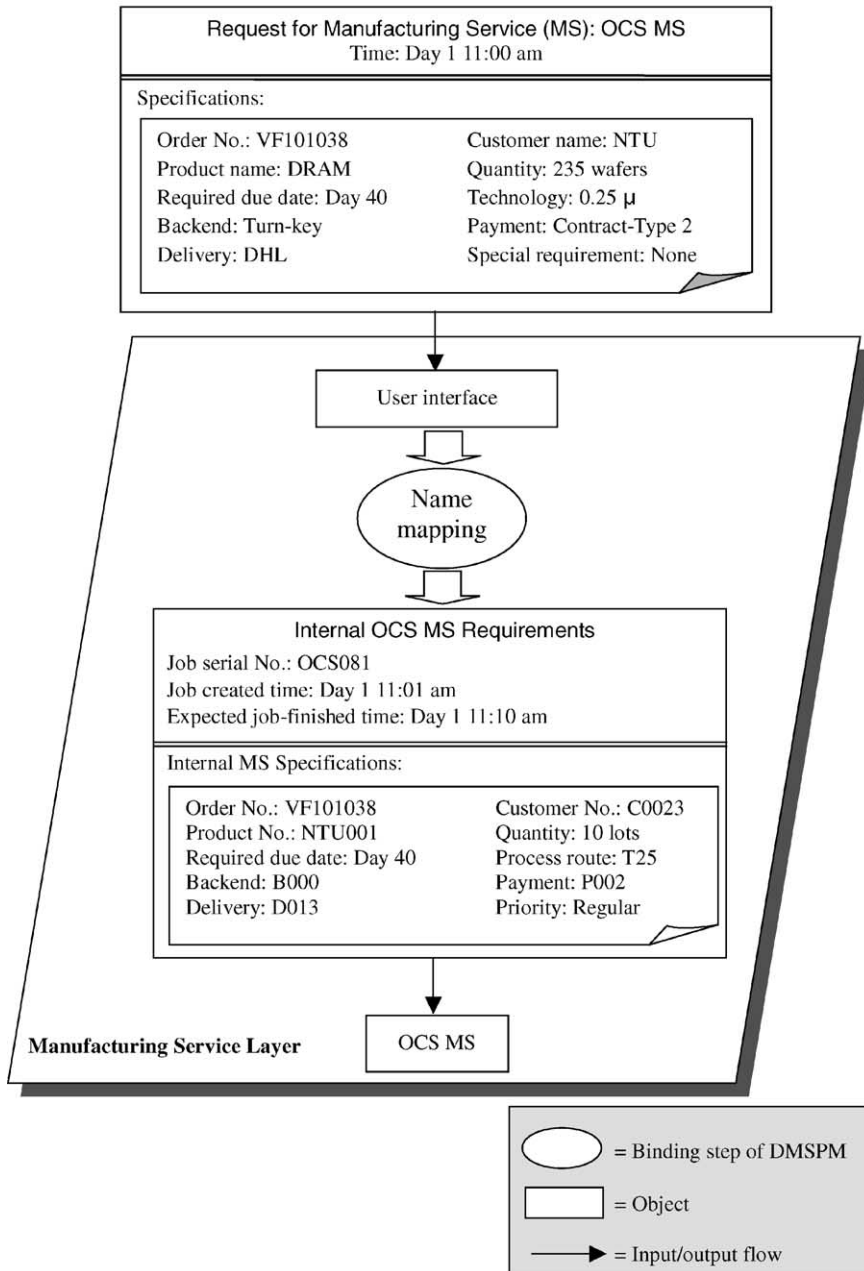 Request for Manufacturing Service (MS): OCS MS
Time: Day 1 11:00 am
Specifications:
Order No.: VF101038
Customer name: NTU
Product name: DRAM
Quantity: 235 wafers
Required due date: Day 40
Technology: 0.25 μ
Backend: Turn-key
Payment: Contract-Type 2
Delivery: DHL
Special requirement: None
User interface
Name
mapping
Internal OCS MS Requirements
Job serial No.: OCS081
Job created time: Day 1 11:01 am
Expected job-finished time: Day 1 11:10 am
Internal MS Specifications:
Order No.: VF101038
Customer No.: C0023
Product No.: NTU001
Quantity: 10 lots
Required due date: Day 40
Process route: T25
Backend: B000
Payment: P002
Delivery: D013
Priority: Regular
Manufacturing Service Layer
OCS MS
= Binding step of DMSPM
= Object
= Input/output flow